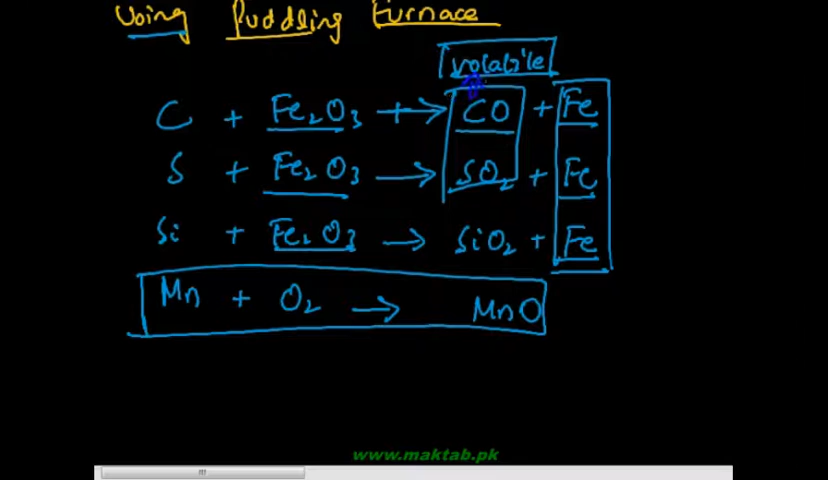 Using Puddling Furnace
volatile
C + Fe₂O₃ → CO + Fe
S + Fe₂O₃ → SO₂ + Fe
Si + Fe₂O₃ → SiO₂ + Fe
Mn + O₂ → MnO
www.maktab.pk